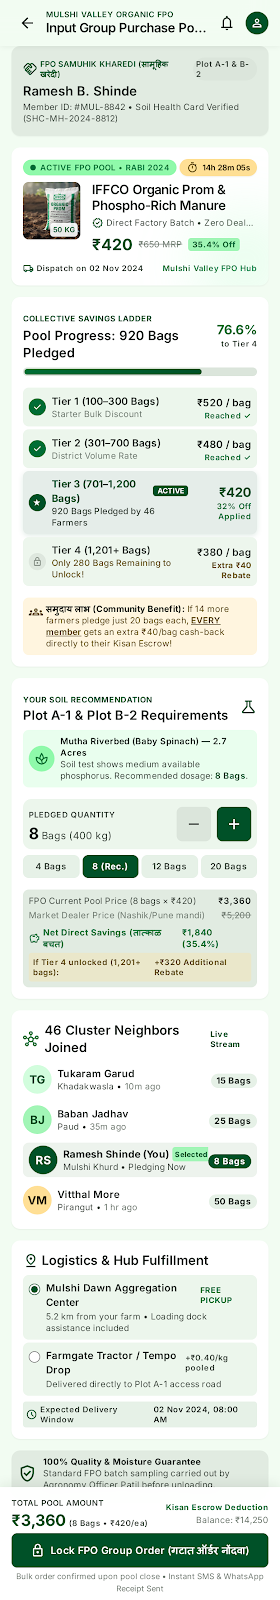 MULSHI VALLEY ORGANIC FPO
Input Group Purchase Po...
FPO SAMUHIK KHAREDI (सामूहिक खरेदी)
Plot A-1 & B-2
Ramesh B. Shinde
Member ID: #MUL-8842 • Soil Health Card Verified
(SHC-MH-2024-8812)
ACTIVE FPO POOL • RABI 2024
14h 28m 05s
50 KG
IFFCO Organic Prom &
Phospho-Rich Manure
Direct Factory Batch • Zero Deal...
₹420 ₹650 MRP 35.4% Off
Dispatch on 02 Nov 2024
Mulshi Valley FPO Hub
COLLECTIVE SAVINGS LADDER
Pool Progress: 920 Bags
Pledged
76.6%
to Tier 4
Tier 1 (100–300 Bags)
Starter Bulk Discount
₹520 / bag
Reached ✓
Tier 2 (301–700 Bags)
District Volume Rate
₹480 / bag
Reached ✓
Tier 3 (701–1,200
Bags)
ACTIVE
920 Bags Pledged by 46
Farmers
₹420
32% Off
Applied
Tier 4 (1,201+ Bags)
Only 280 Bags Remaining to
Unlock!
₹380 / bag
Extra ₹40
Rebate
समुदाय लाभ (Community Benefit): If 14 more
farmers pledge just 20 bags each, EVERY
member gets an extra ₹40/bag cash-back
directly to their Kisan Escrow!
YOUR SOIL RECOMMENDATION
Plot A-1 & Plot B-2 Requirements
Mutha Riverbed (Baby Spinach) — 2.7
Acres
Soil test shows medium available
phosphorus. Recommended dosage: 8 Bags.
PLEDGED QUANTITY
8 Bags (400 kg)
4 Bags
8 (Rec.)
12 Bags
20 Bags
FPO Current Pool Price (8 bags × ₹420)
₹3,360
Market Dealer Price (Nashik/Pune mandi)
₹5,200
Net Direct Savings (तात्काळ
बचत)
₹1,840
(35.4%)
If Tier 4 unlocked (1,201+
bags):
+₹320 Additional
Rebate
46 Cluster Neighbors
Joined
Live
Stream
TG
Tukaram Garud
Khadakwasla • 10m ago
15 Bags
BJ
Baban Jadhav
Paud • 35m ago
25 Bags
RS
Ramesh Shinde (You) Selected
Mulshi Khurd • Pledging Now
8 Bags
VM
Vitthal More
Pirangut • 1 hr ago
50 Bags
Logistics & Hub Fulfillment
Mulshi Dawn Aggregation
Center
FREE
PICKUP
5.2 km from your farm • Loading dock
assistance included
Farmgate Tractor / Tempo
Drop
+₹0.40/kg
pooled
Delivered directly to Plot A-1 access road
Expected Delivery
Window
02 Nov 2024, 08:00
AM
100% Quality & Moisture Guarantee
Standard FPO batch sampling carried out by
Agronomy Officer Patil before unloading.
TOTAL POOL AMOUNT
₹3,360 (8 Bags • ₹420/ea)
Kisan Escrow Deduction
Balance: ₹14,250
Lock FPO Group Order (गटात ऑर्डर नोंदवा)
Bulk order confirmed upon pool close • Instant SMS & WhatsApp
Receipt Sent